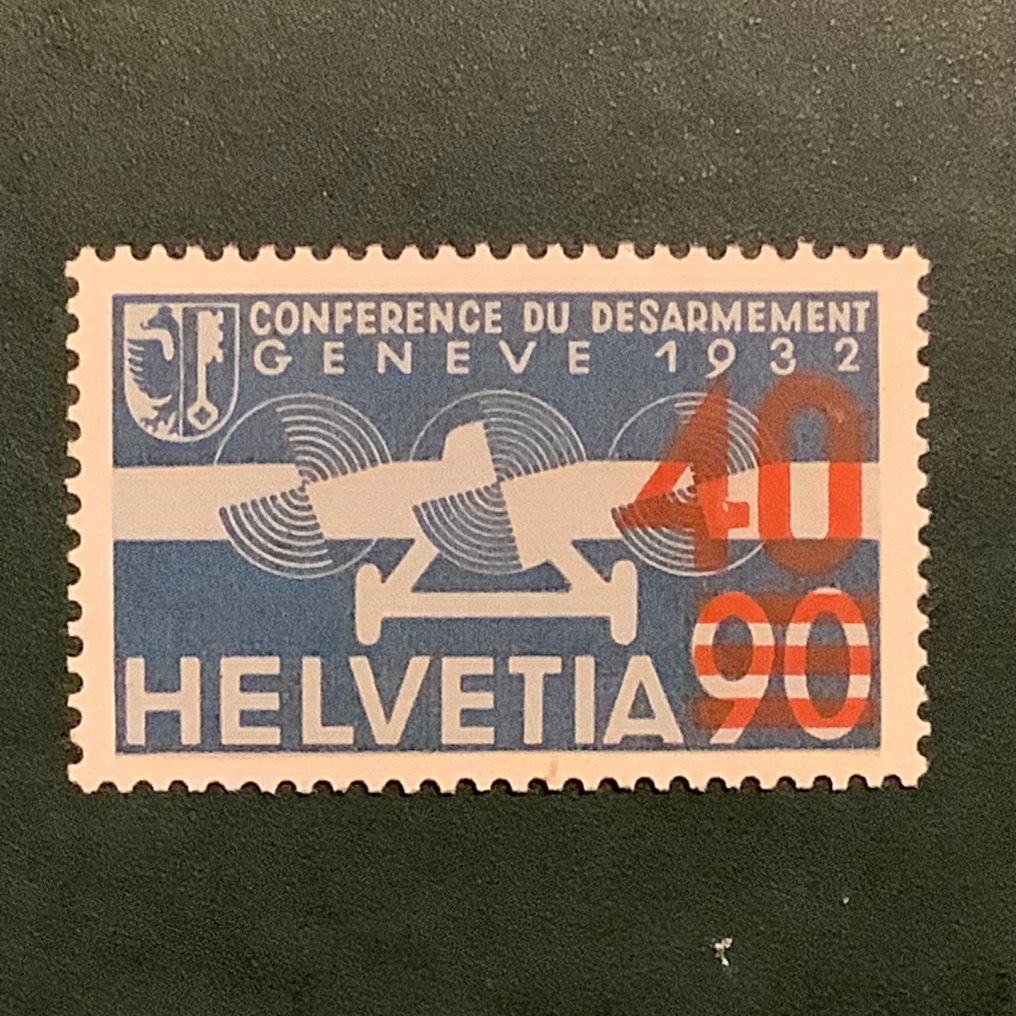 CONFERENCE DU DESARMEMENT
GENEVE 1932
40
HELVETIA 90